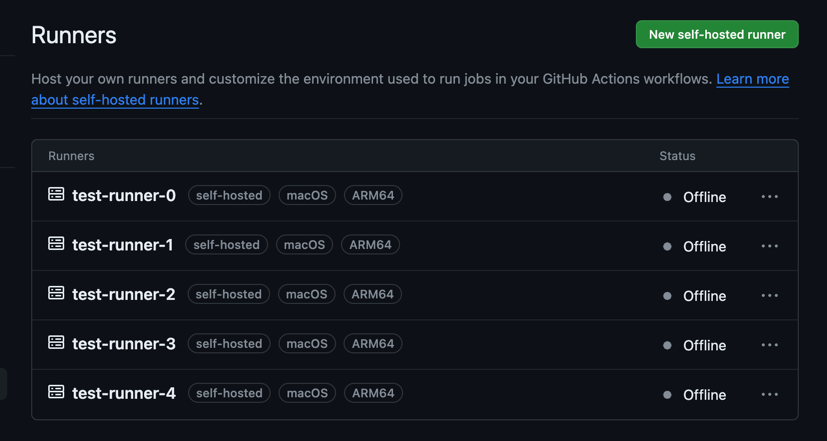 Runners
New self-hosted runner
Host your own runners and customize the environment used to run jobs in your GitHub Actions workflows. Learn more
about self-hosted runners.
Runners Status
test-runner-0 self-hosted macOS ARM64 Offline
test-runner-1 self-hosted macOS ARM64 Offline
test-runner-2 self-hosted macOS ARM64 Offline
test-runner-3 self-hosted macOS ARM64 Offline
test-runner-4 self-hosted macOS ARM64 Offline